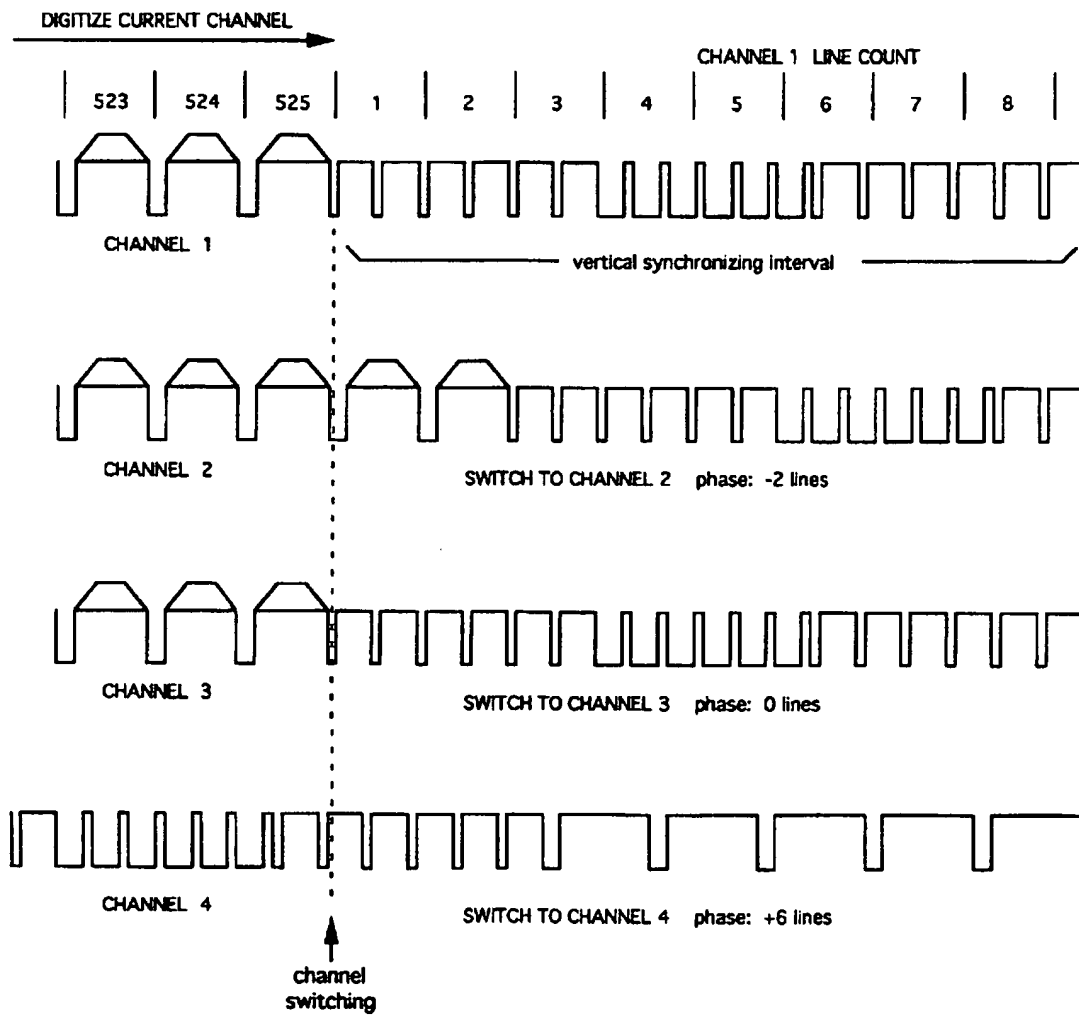 DIGITIZE CURRENT CHANNEL
CHANNEL 1 LINE COUNT
523 524 525 1 2 3 4 5 6 7 8
CHANNEL 1
vertical synchronizing interval
CHANNEL 2
SWITCH TO CHANNEL 2 phase: -2 lines
CHANNEL 3
SWITCH TO CHANNEL 3 phase: 0 lines
CHANNEL 4
SWITCH TO CHANNEL 4 phase: +6 lines
channel
switching